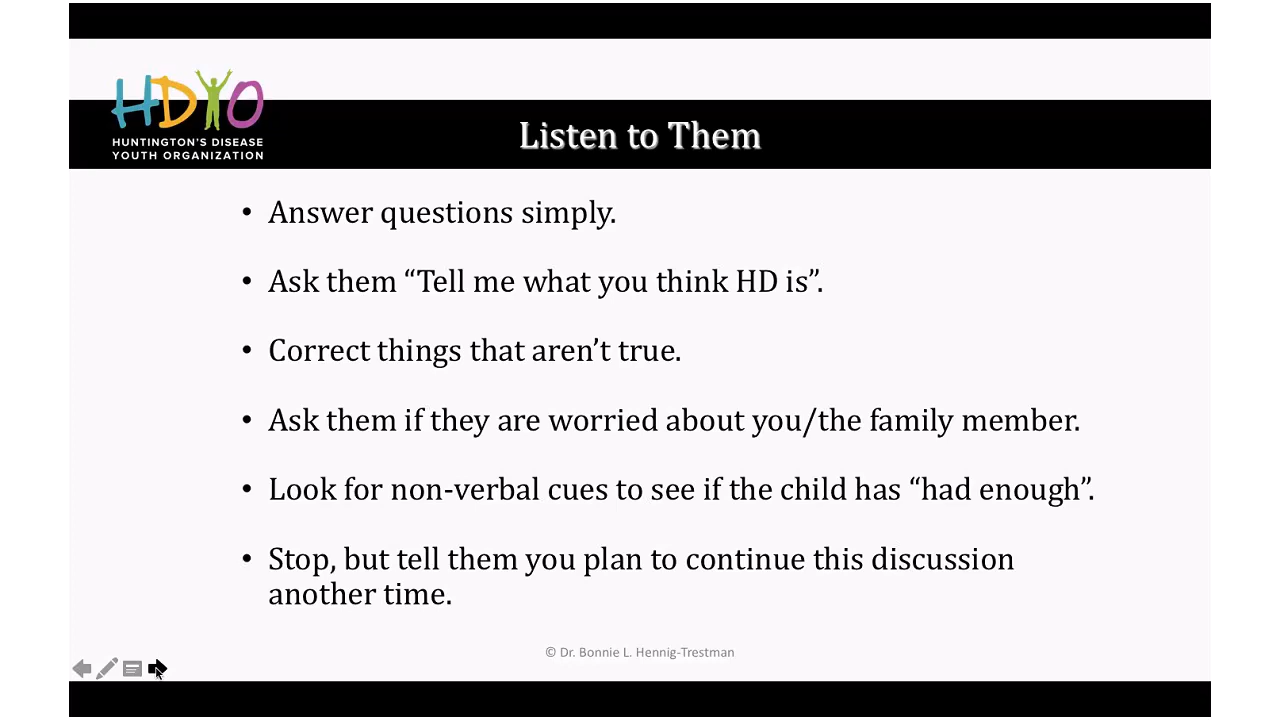 HDYO
HUNTINGTON'S DISEASE
YOUTH ORGANIZATION
Listen to Them
• Answer questions simply.
• Ask them “Tell me what you think HD is”.
• Correct things that aren’t true.
• Ask them if they are worried about you/the family member.
• Look for non-verbal cues to see if the child has “had enough”.
• Stop, but tell them you plan to continue this discussion
another time.
© Dr. Bonnie L. Hennig-Trestman